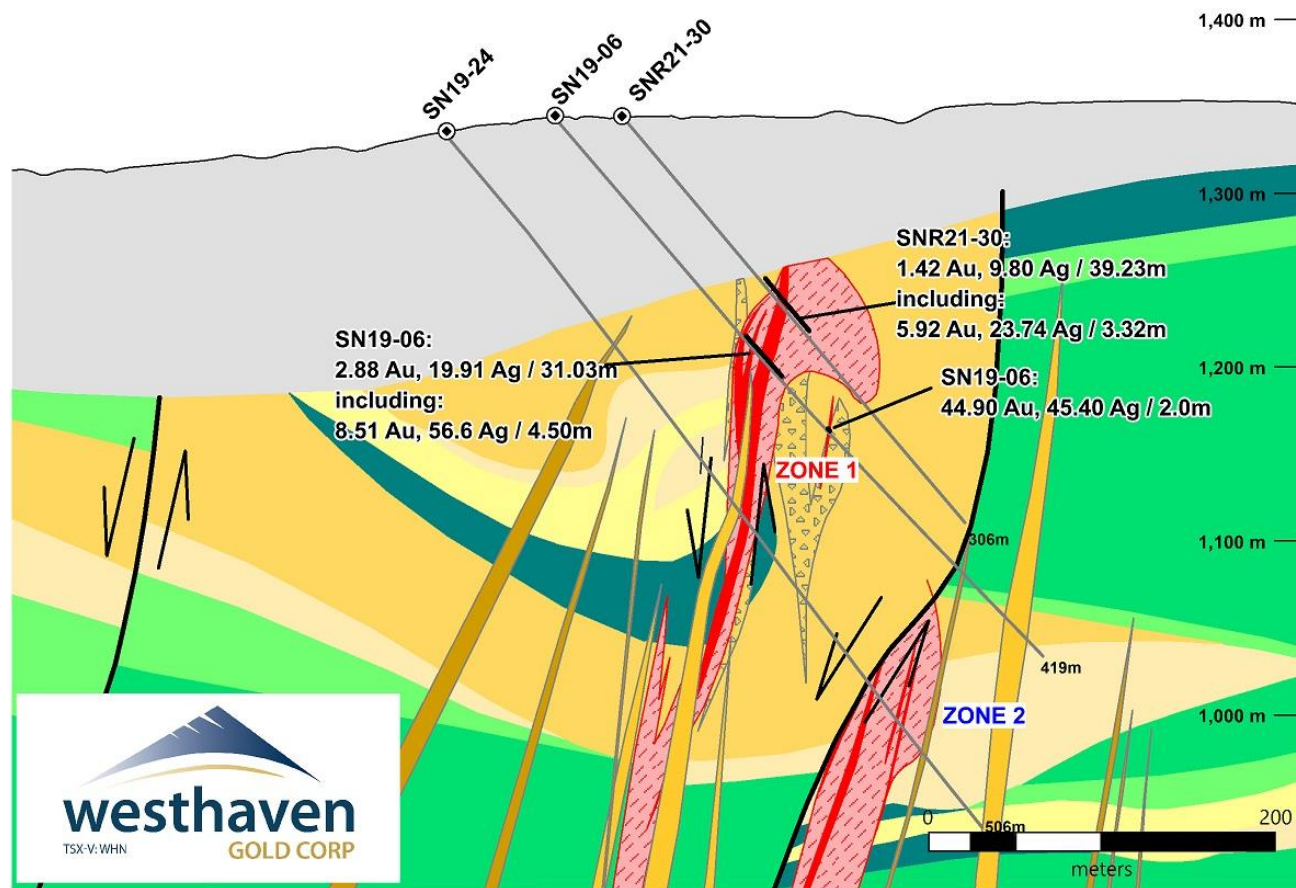 1,400 m
SN19-24
SN19-06
SNR21-30
1,300 m
SNR21-30:
1.42 Au, 9.80 Ag / 39.23m
including:
5.92 Au, 23.74 Ag / 3.32m
SN19-06:
2.88 Au, 19.91 Ag / 31.03m
including:
8.51 Au, 56.6 Ag / 4.50m
1,200 m
SN19-06:
44.90 Au, 45.40 Ag / 2.0m
ZONE 1
306m
1,100 m
419m
ZONE 2
1,000 m
westhaven
TSX-V: WHN
GOLD CORP
0
200
506m
meters